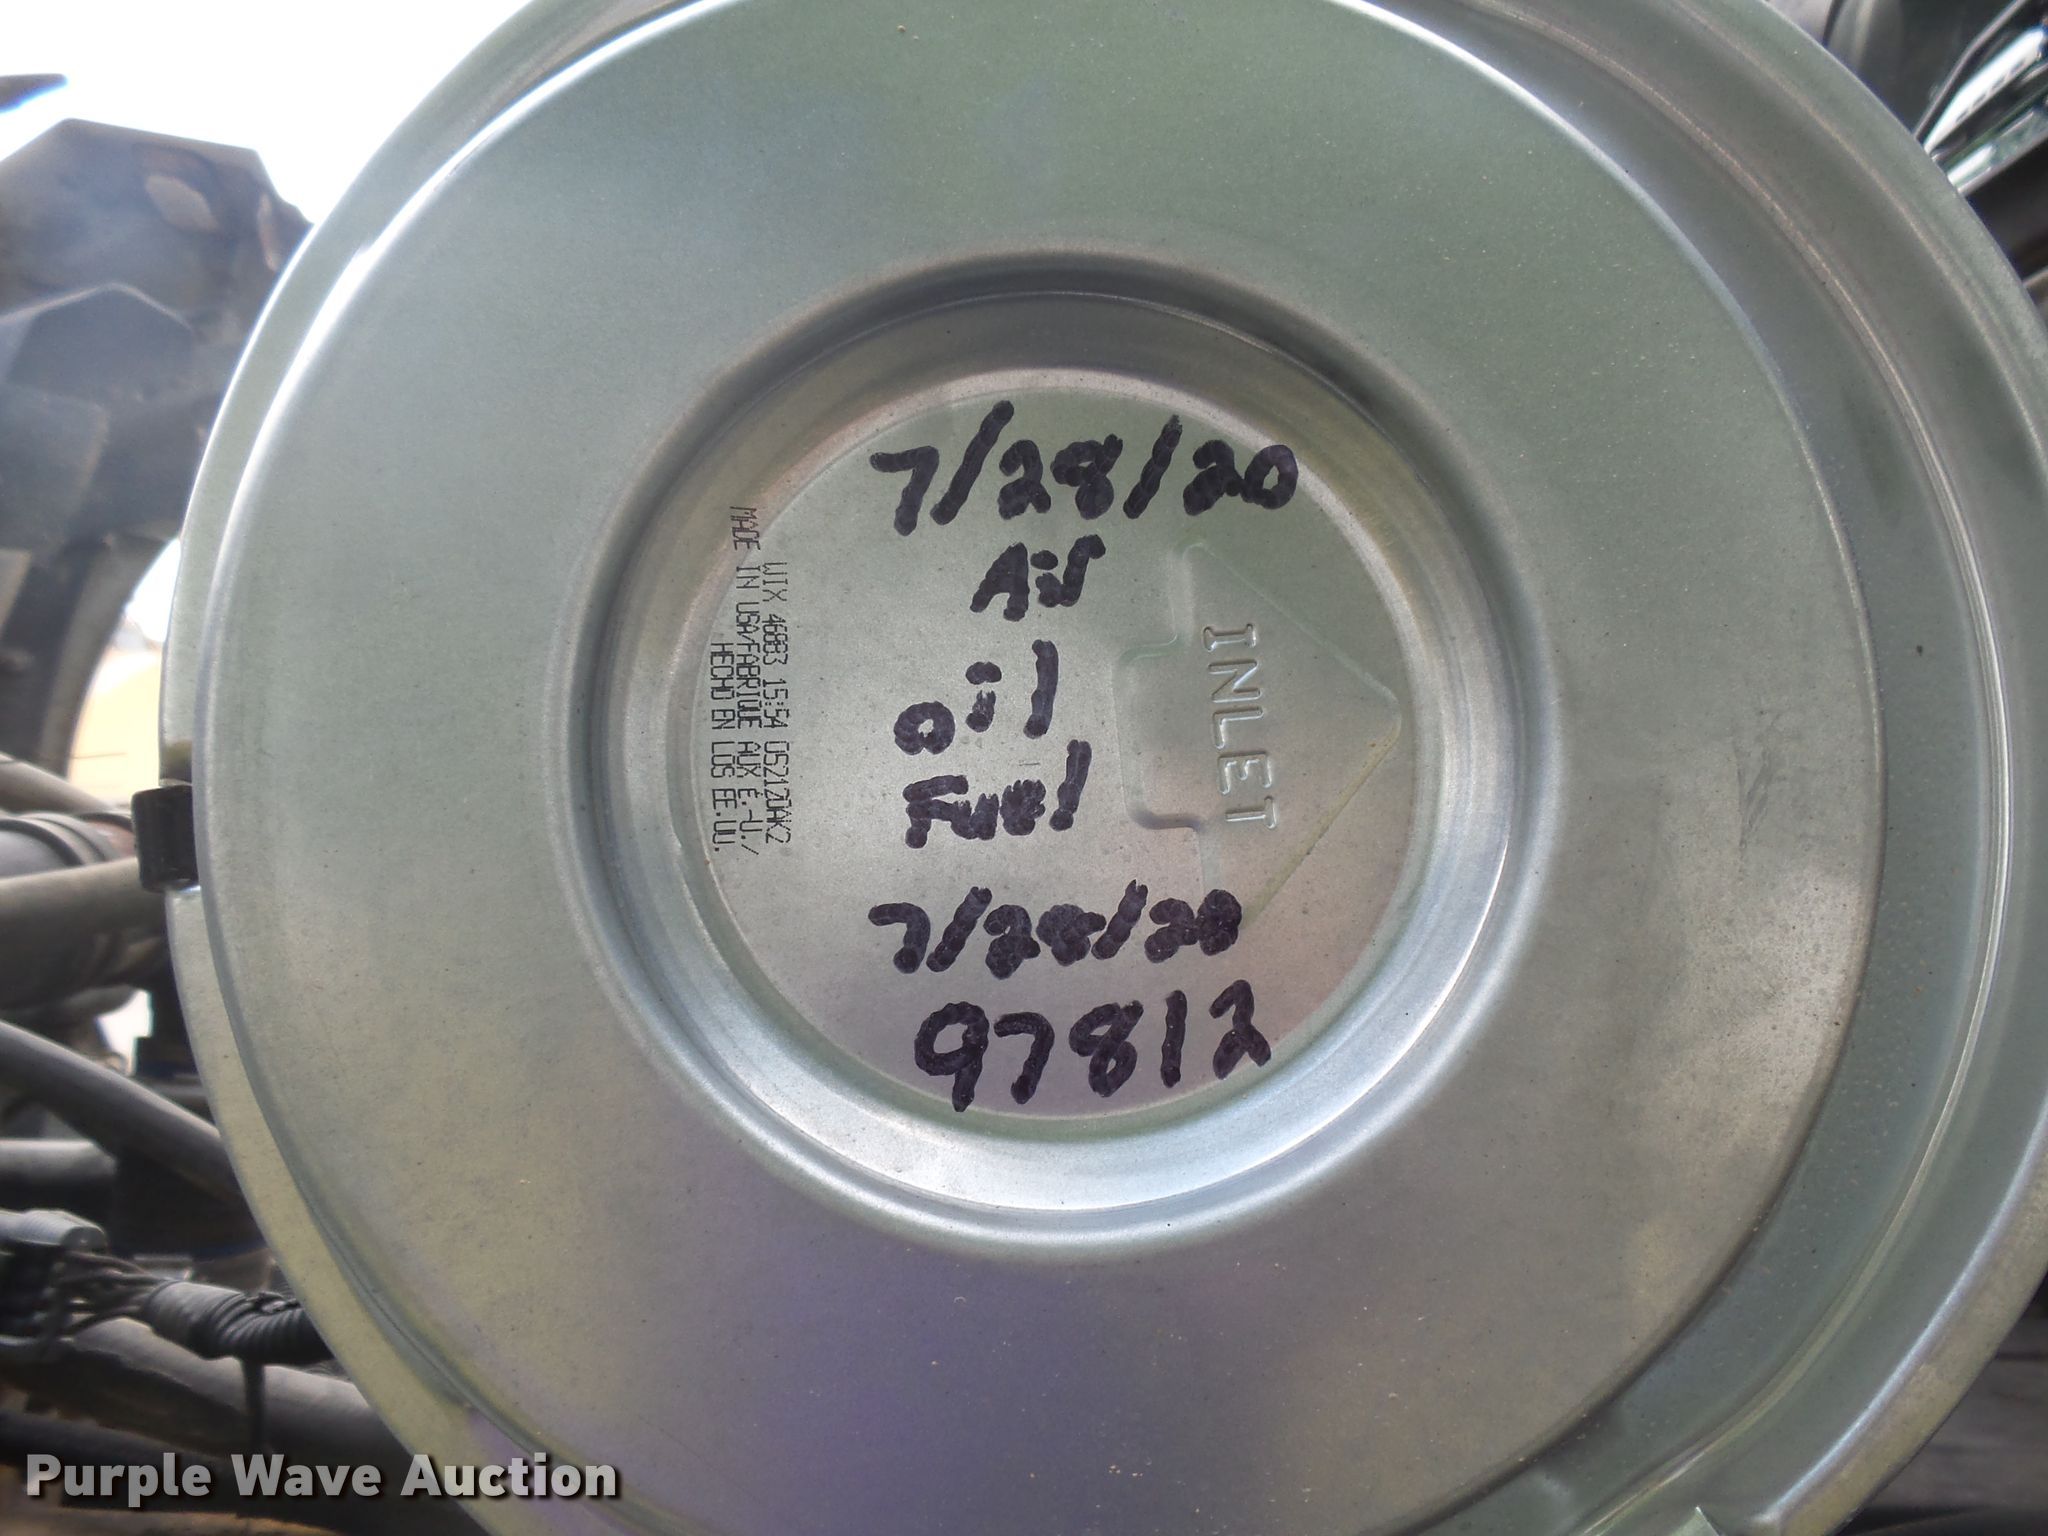 7/28/20
Air
oil
Fuel
7/28/20
97812
INLET
WIX 46883 15:54 05212DAK2
MADE IN USA/FABRIQUE AUX É.-U./
HECHO EN LOS EE.UU.
Purple Wave Auction